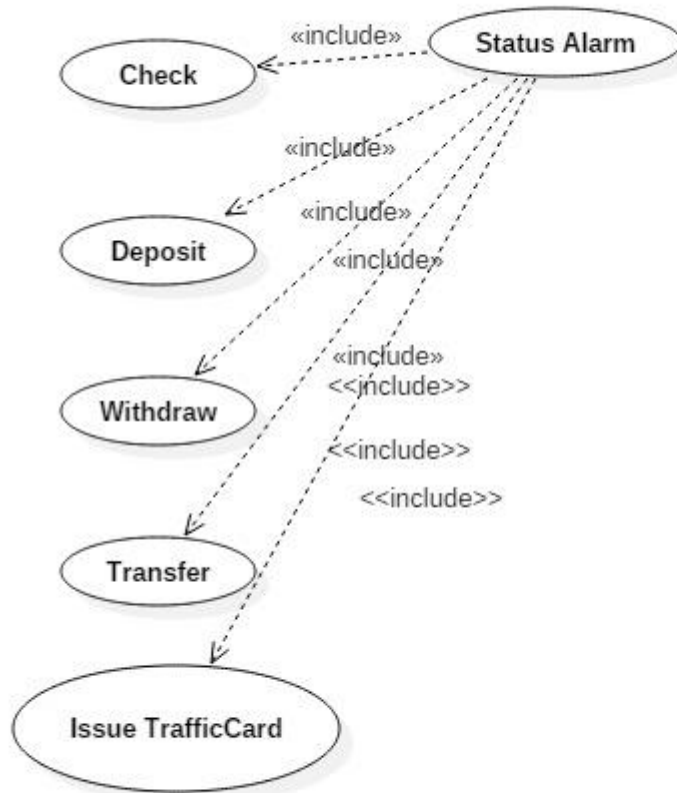 «include»
Status Alarm
Check
«include»
Deposit
«include»
«include»
«include»
<<include>>
Withdraw
<<include>>
<<include>>
Transfer
Issue TrafficCard